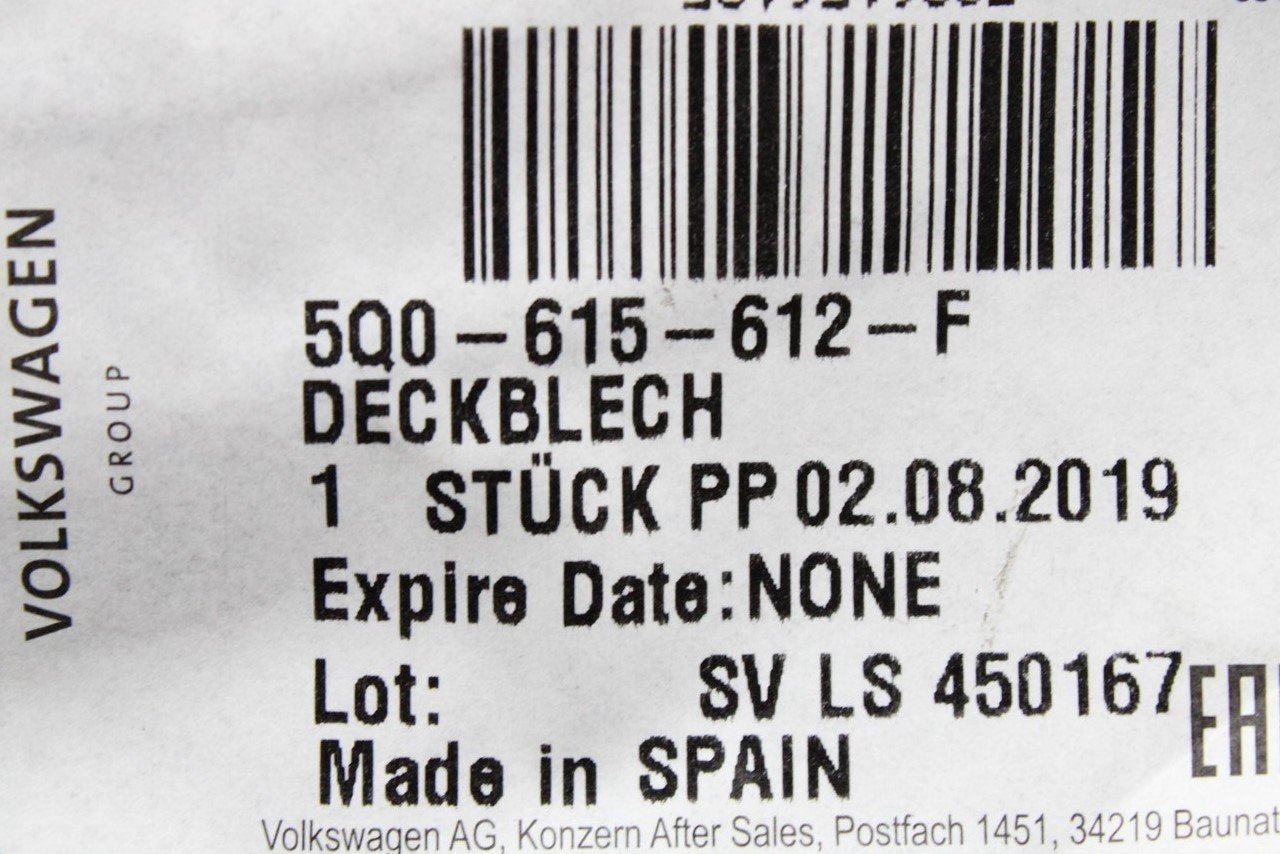 VOLKSWAGEN
GROUP
5Q0-615-612-F
DECKBLECH
1 STÜCK PP 02.08.2019
Expire Date:NONE
Lot: SV LS 450167
EAC
Made in SPAIN
Volkswagen AG, Konzern After Sales, Postfach 1451, 34219